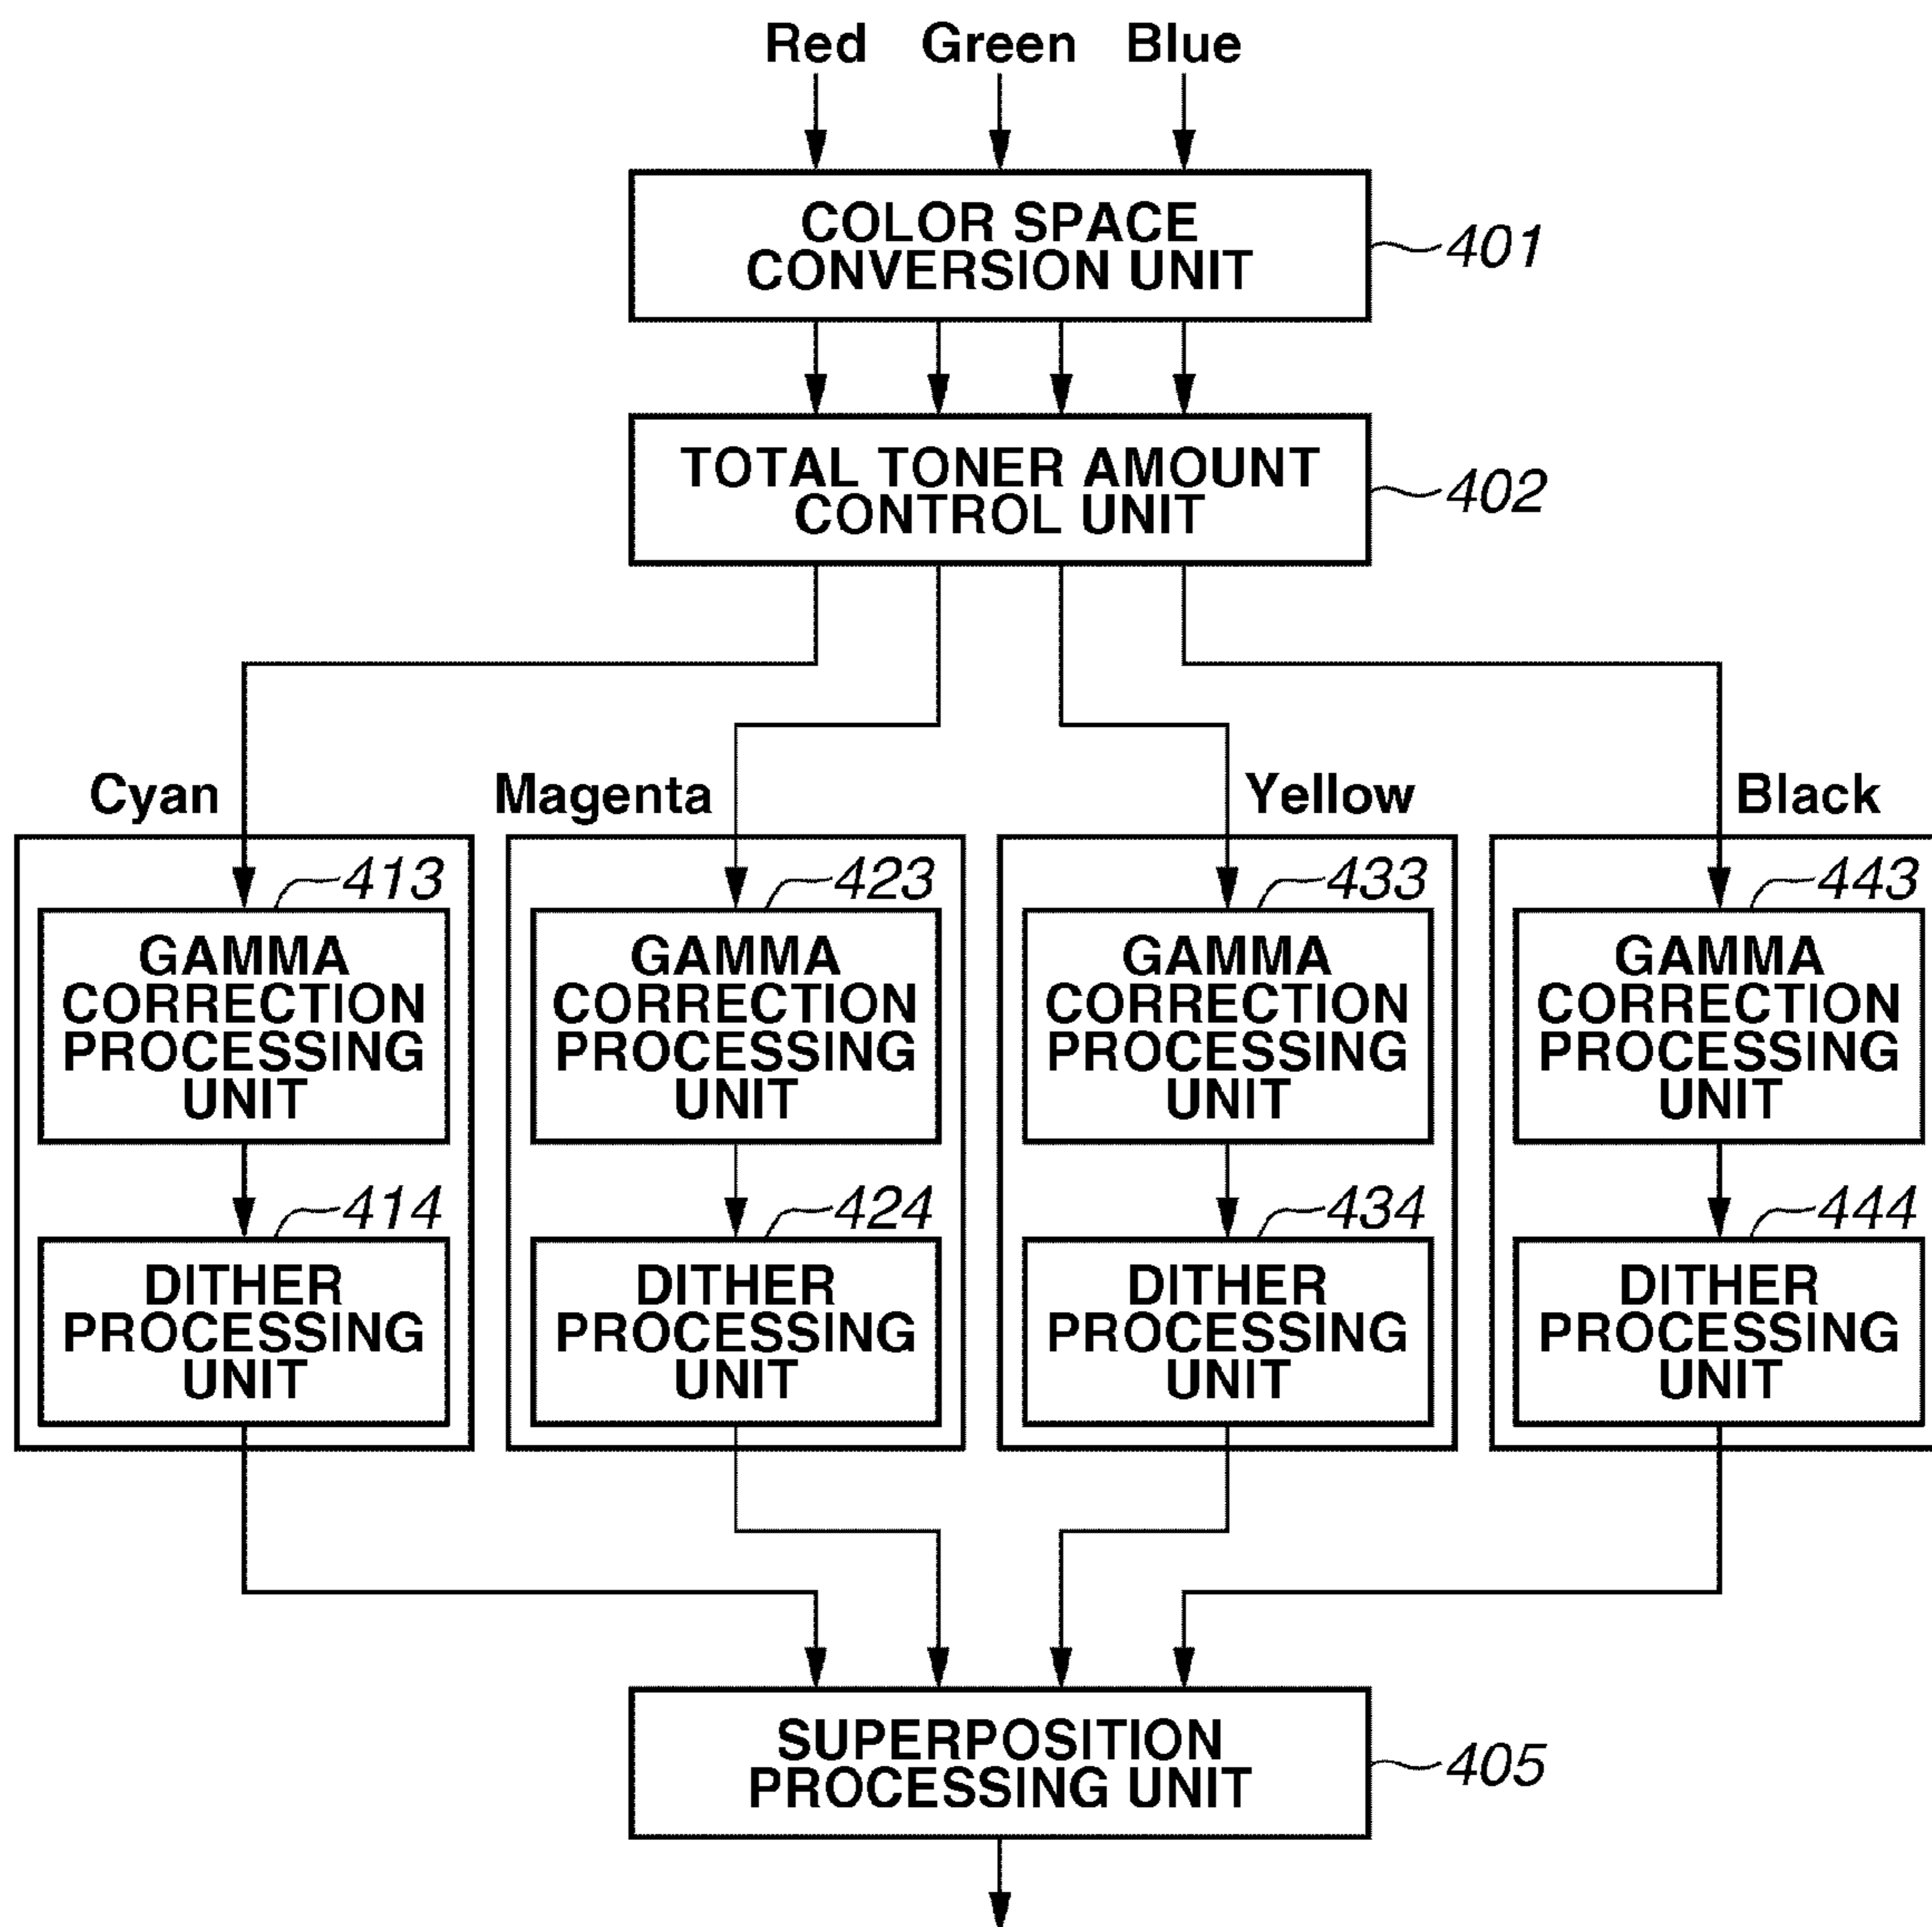 Red Green Blue
COLOR SPACE
CONVERSION UNIT
401
TOTAL TONER AMOUNT
CONTROL UNIT
402
Cyan
Magenta
Yellow
Black
413
GAMMA
CORRECTION
PROCESSING
UNIT
414
DITHER
PROCESSING
UNIT
423
GAMMA
CORRECTION
PROCESSING
UNIT
424
DITHER
PROCESSING
UNIT
433
GAMMA
CORRECTION
PROCESSING
UNIT
434
DITHER
PROCESSING
UNIT
443
GAMMA
CORRECTION
PROCESSING
UNIT
444
DITHER
PROCESSING
UNIT
SUPERPOSITION
PROCESSING UNIT
405